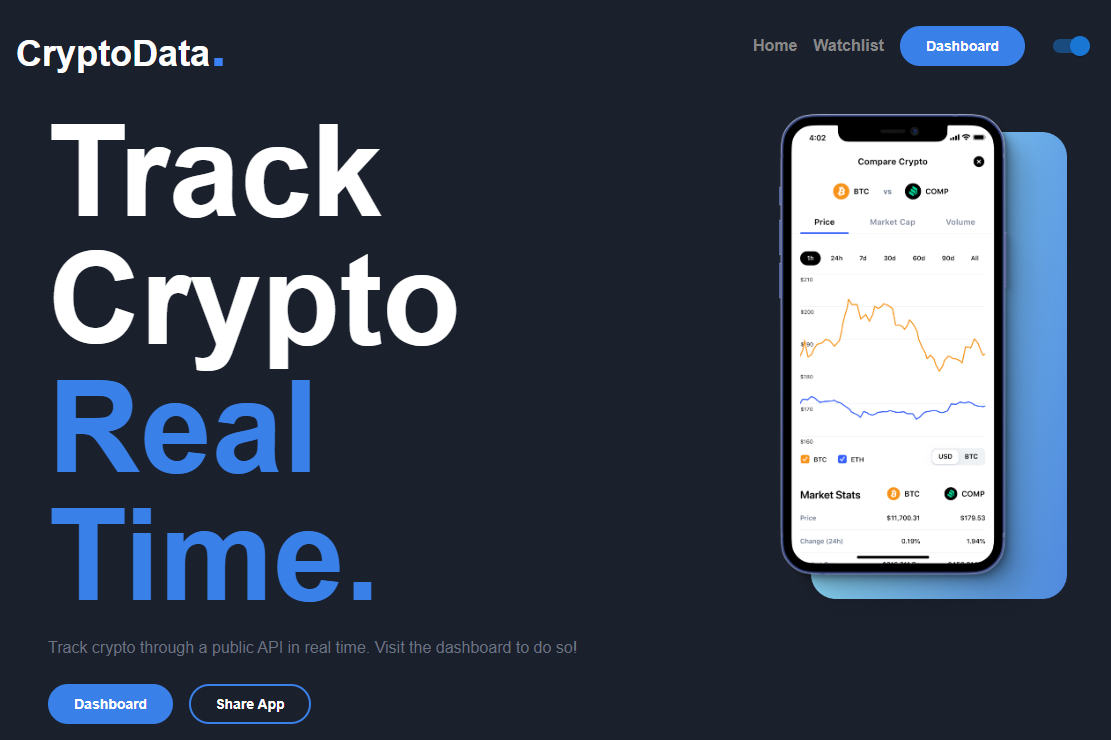 CryptoData.
Home Watchlist Dashboard
Track
Crypto
Real
Time.
Track crypto through a public API in real time. Visit the dashboard to do so!
Dashboard Share App
4:02
Compare Crypto
BTC vs COMP
Price Market Cap Volume
1h 24h 7d 30d 60d 90d All
$210
$200
$190
$180
$170
$160
BTC ETH USD BTC
Market Stats BTC COMP
Price $11,700.31 $179.53
Change (24h) 0.19% 1.94%